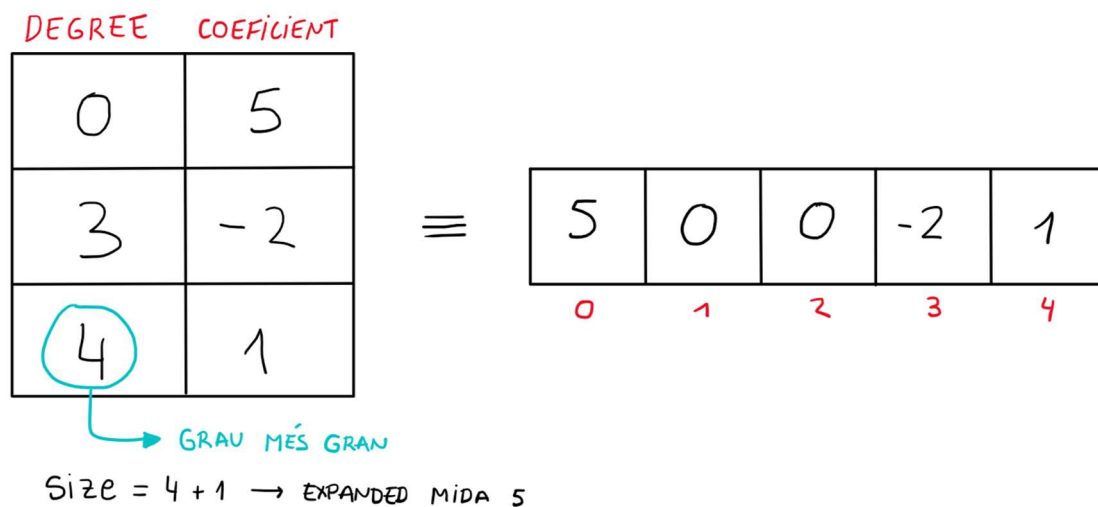 DEGREE COEFICIENT
0 5
3 -2
4 1
≡
5 0 0 -2 1
0 1 2 3 4
GRAU MÉS GRAN
Size = 4 + 1 → EXPANDED MIDA 5